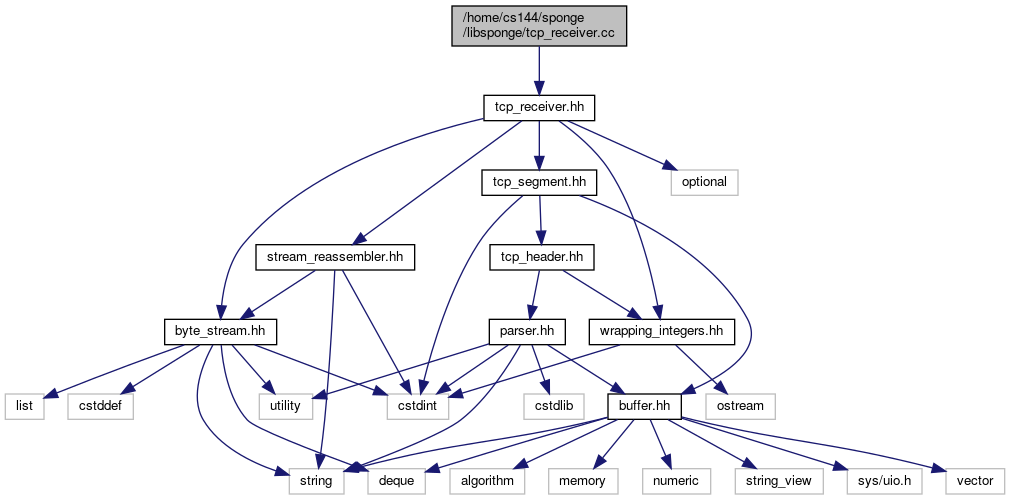 /home/cs144/sponge
/libsponge/tcp_receiver.cc
tcp_receiver.hh
tcp_segment.hh
optional
stream_reassembler.hh
tcp_header.hh
byte_stream.hh
parser.hh
wrapping_integers.hh
list
cstddef
utility
cstdint
cstdlib
buffer.hh
ostream
string
deque
algorithm
memory
numeric
string_view
sys/uio.h
vector